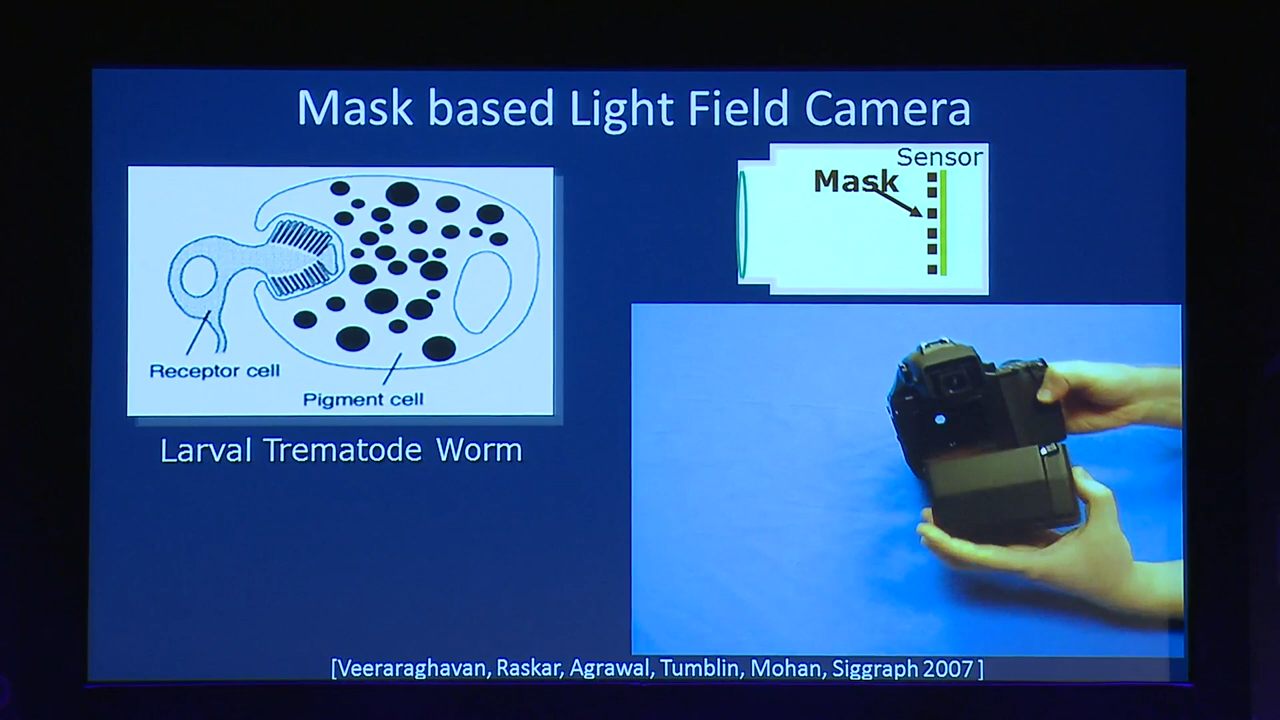 Mask based Light Field Camera
Sensor
Mask
Receptor cell
Pigment cell
Larval Trematode Worm
[Veeraraghavan, Raskar, Agrawal, Tumblin, Mohan, Siggraph 2007 ]